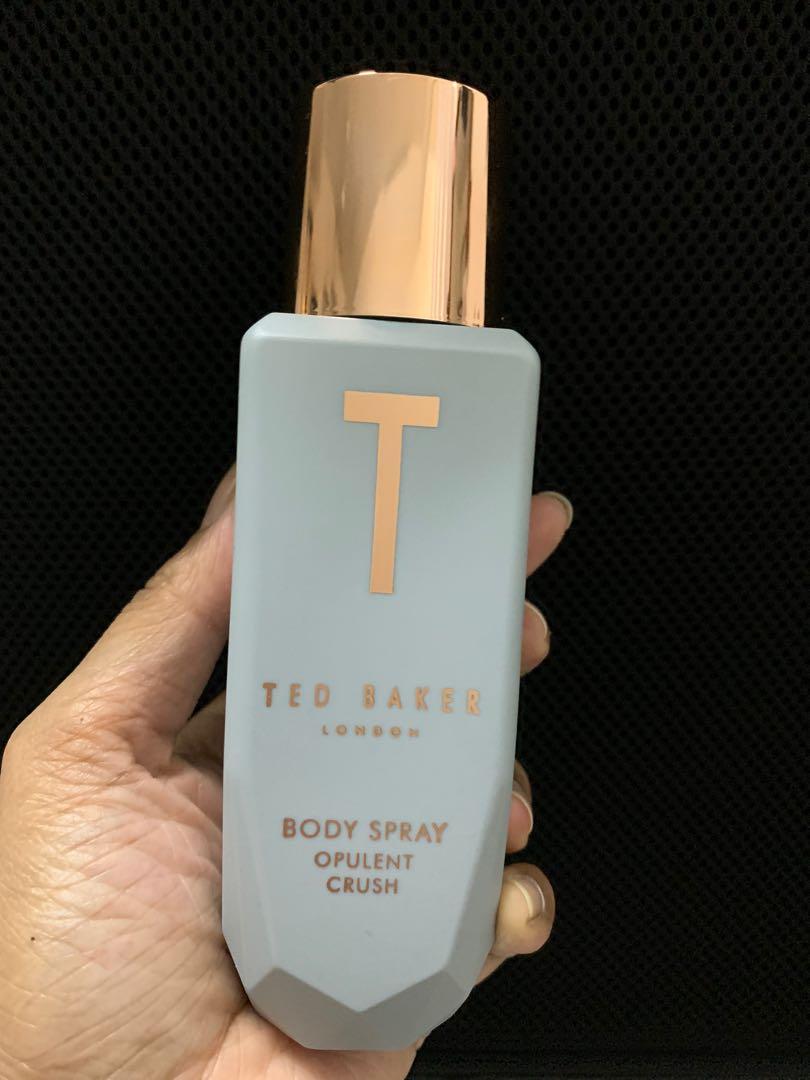 T
TED BAKER
LONDON
BODY SPRAY
OPULENT
CRUSH